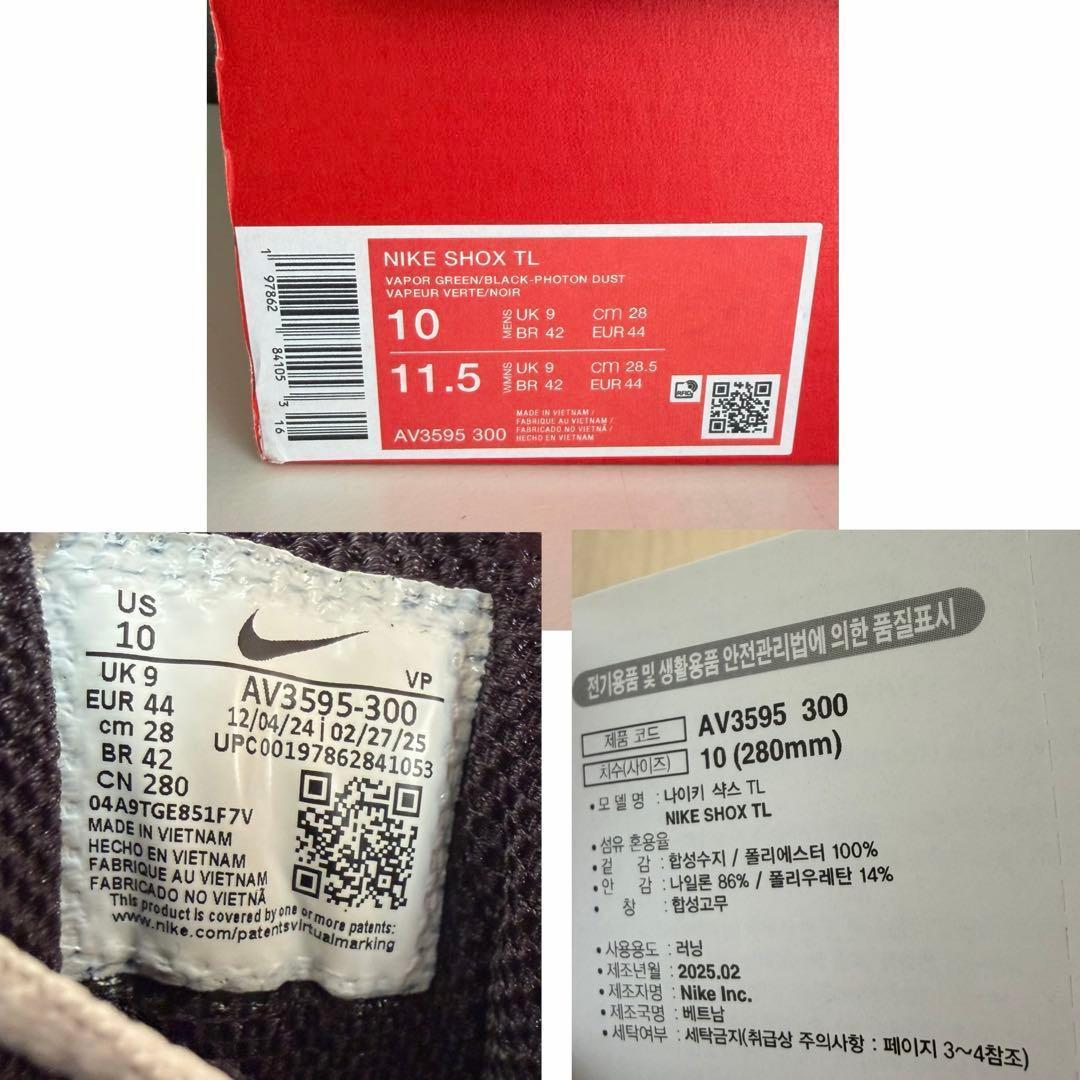 NIKE SHOX TL
VAPOR GREEN/BLACK-PHOTON DUST
VAPEUR VERTE/NOIR
10 MENS UK 9 cm 28
BR 42 EUR 44
11.5 WMNS UK 9 cm 28.5
BR 42 EUR 44
RFID
MADE IN VIETNAM /
FABRIQUE AU VIETNAM /
FABRICADO NO VIETNÃ /
HECHO EN VIETNAM
AV3595 300
1 97862 84105 3 16
US
10
VP
UK 9
AV3595-300
EUR 44
12/04/24 | 02/27/25
cm 28
UPC00197862841053
BR 42
CN 280
04A9TGE851F7V
MADE IN VIETNAM
HECHO EN VIETNAM
FABRIQUE AU VIETNAM
FABRICADO NO VIETNÃ
This product is covered by one or more patents:
www.nike.com/patentsvirtualmarking
전기용품 및 생활용품 안전관리법에 의한 품질표시
제품 코드 AV3595 300
치수(사이즈) 10 (280mm)
• 모 델 명 : 나이키 샥스 TL
NIKE SHOX TL
• 섬유 혼용율
• 겉 감 : 합성수지 / 폴리에스터 100%
• 안 감 : 나일론 86% / 폴리우레탄 14%
• 창 : 합성고무
• 사용용도 : 러닝
• 제조년월 : 2025.02
• 제조자명 : Nike Inc.
• 제조국명 : 베트남
• 세탁여부 : 세탁금지(취급상 주의사항 : 페이지 3~4참조)